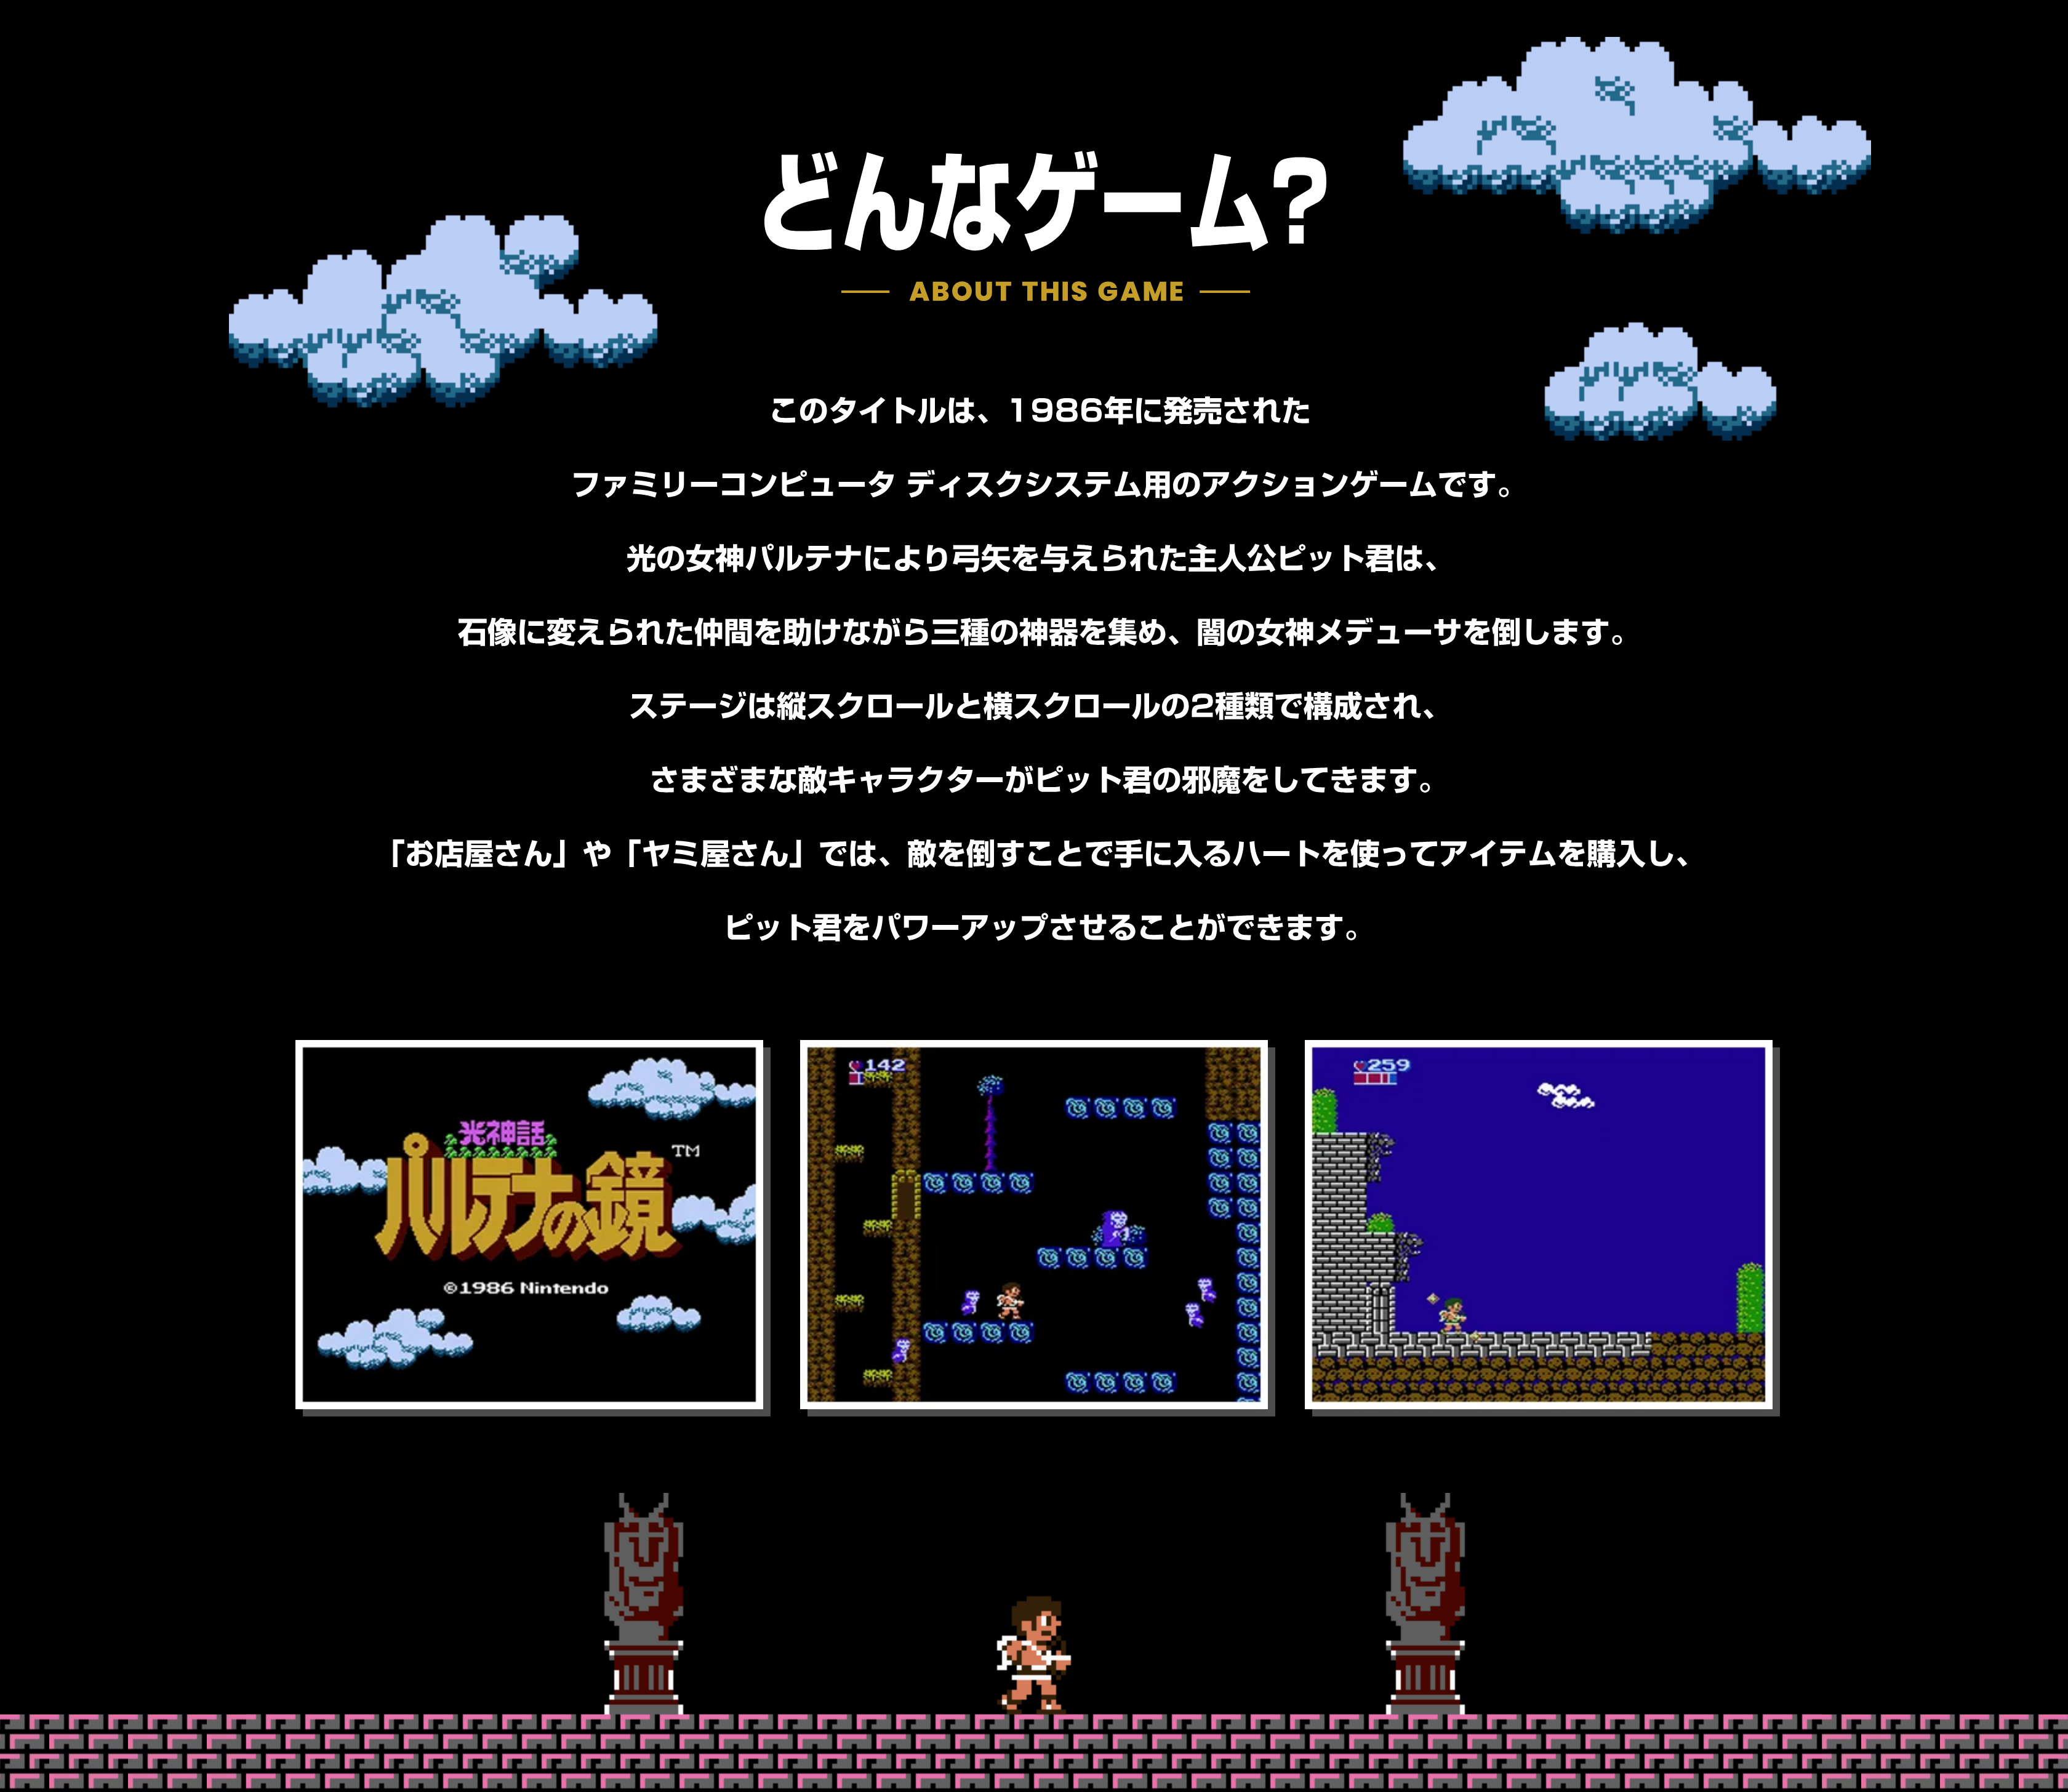 どんなゲーム?
ABOUT THIS GAME
このタイトルは、1986年に発売された
ファミリーコンピュータ ディスクシステム用のアクションゲームです。
光の女神パルテナにより弓矢を与えられた主人公ピット君は、
石像に変えられた仲間を助けながら三種の神器を集め、闇の女神メデューサを倒します。
ステージは縦スクロールと横スクロールの2種類で構成され、
さまざまな敵キャラクターがピット君の邪魔をしてきます。
「お店屋さん」や「ヤミ屋さん」では、敵を倒すことで手に入るハートを使ってアイテムを購入し、
ピット君をパワーアップさせることができます。
光神話
パルテナの鏡
TM
©1986 Nintendo
142
259